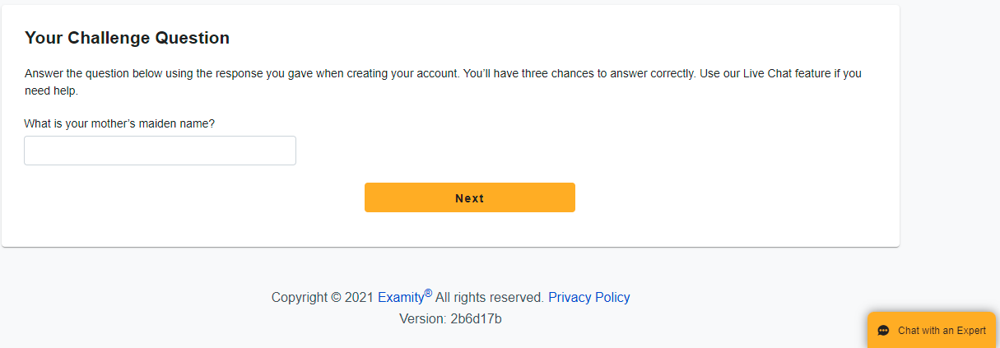 Your Challenge Question
Answer the question below using the response you gave when creating your account. You’ll have three chances to answer correctly. Use our Live Chat feature if you
need help.
What is your mother’s maiden name?
Next
Copyright © 2021 Examity® All rights reserved. Privacy Policy
Version: 2b6d17b
Chat with an Expert